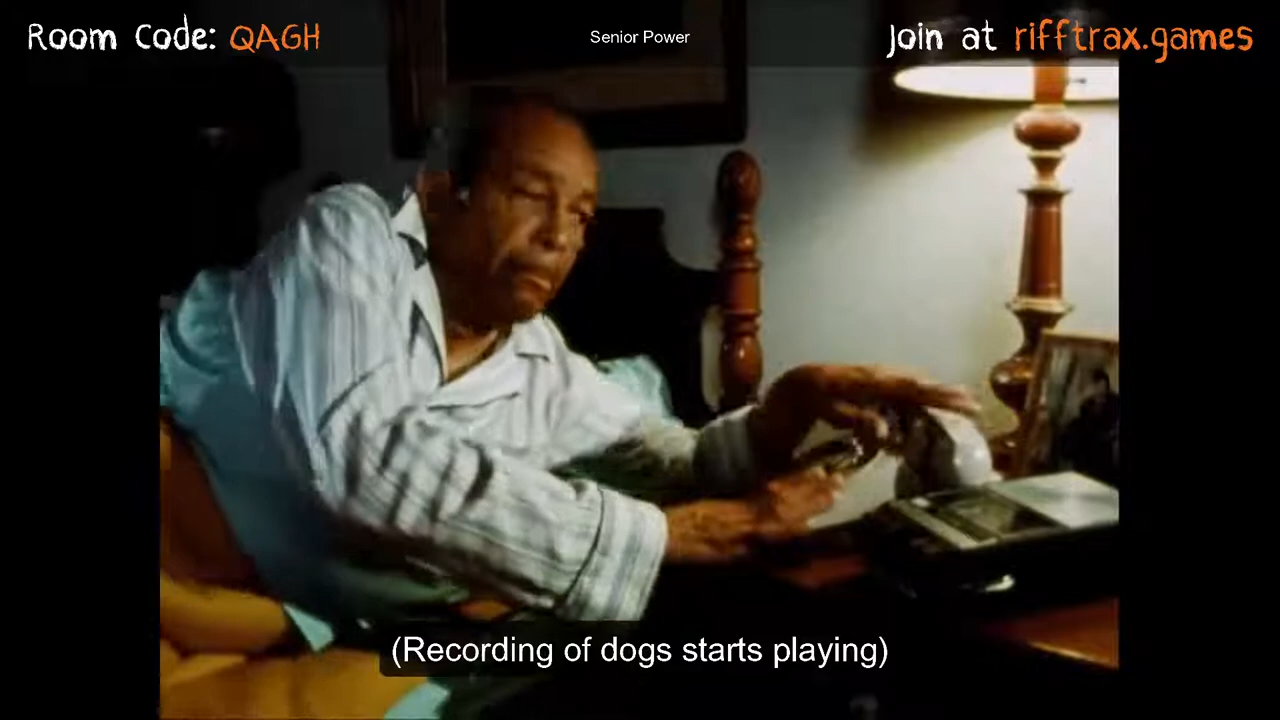 Room Code: QAGH
Senior Power
Join at rifftrax.games
(Recording of dogs starts playing)